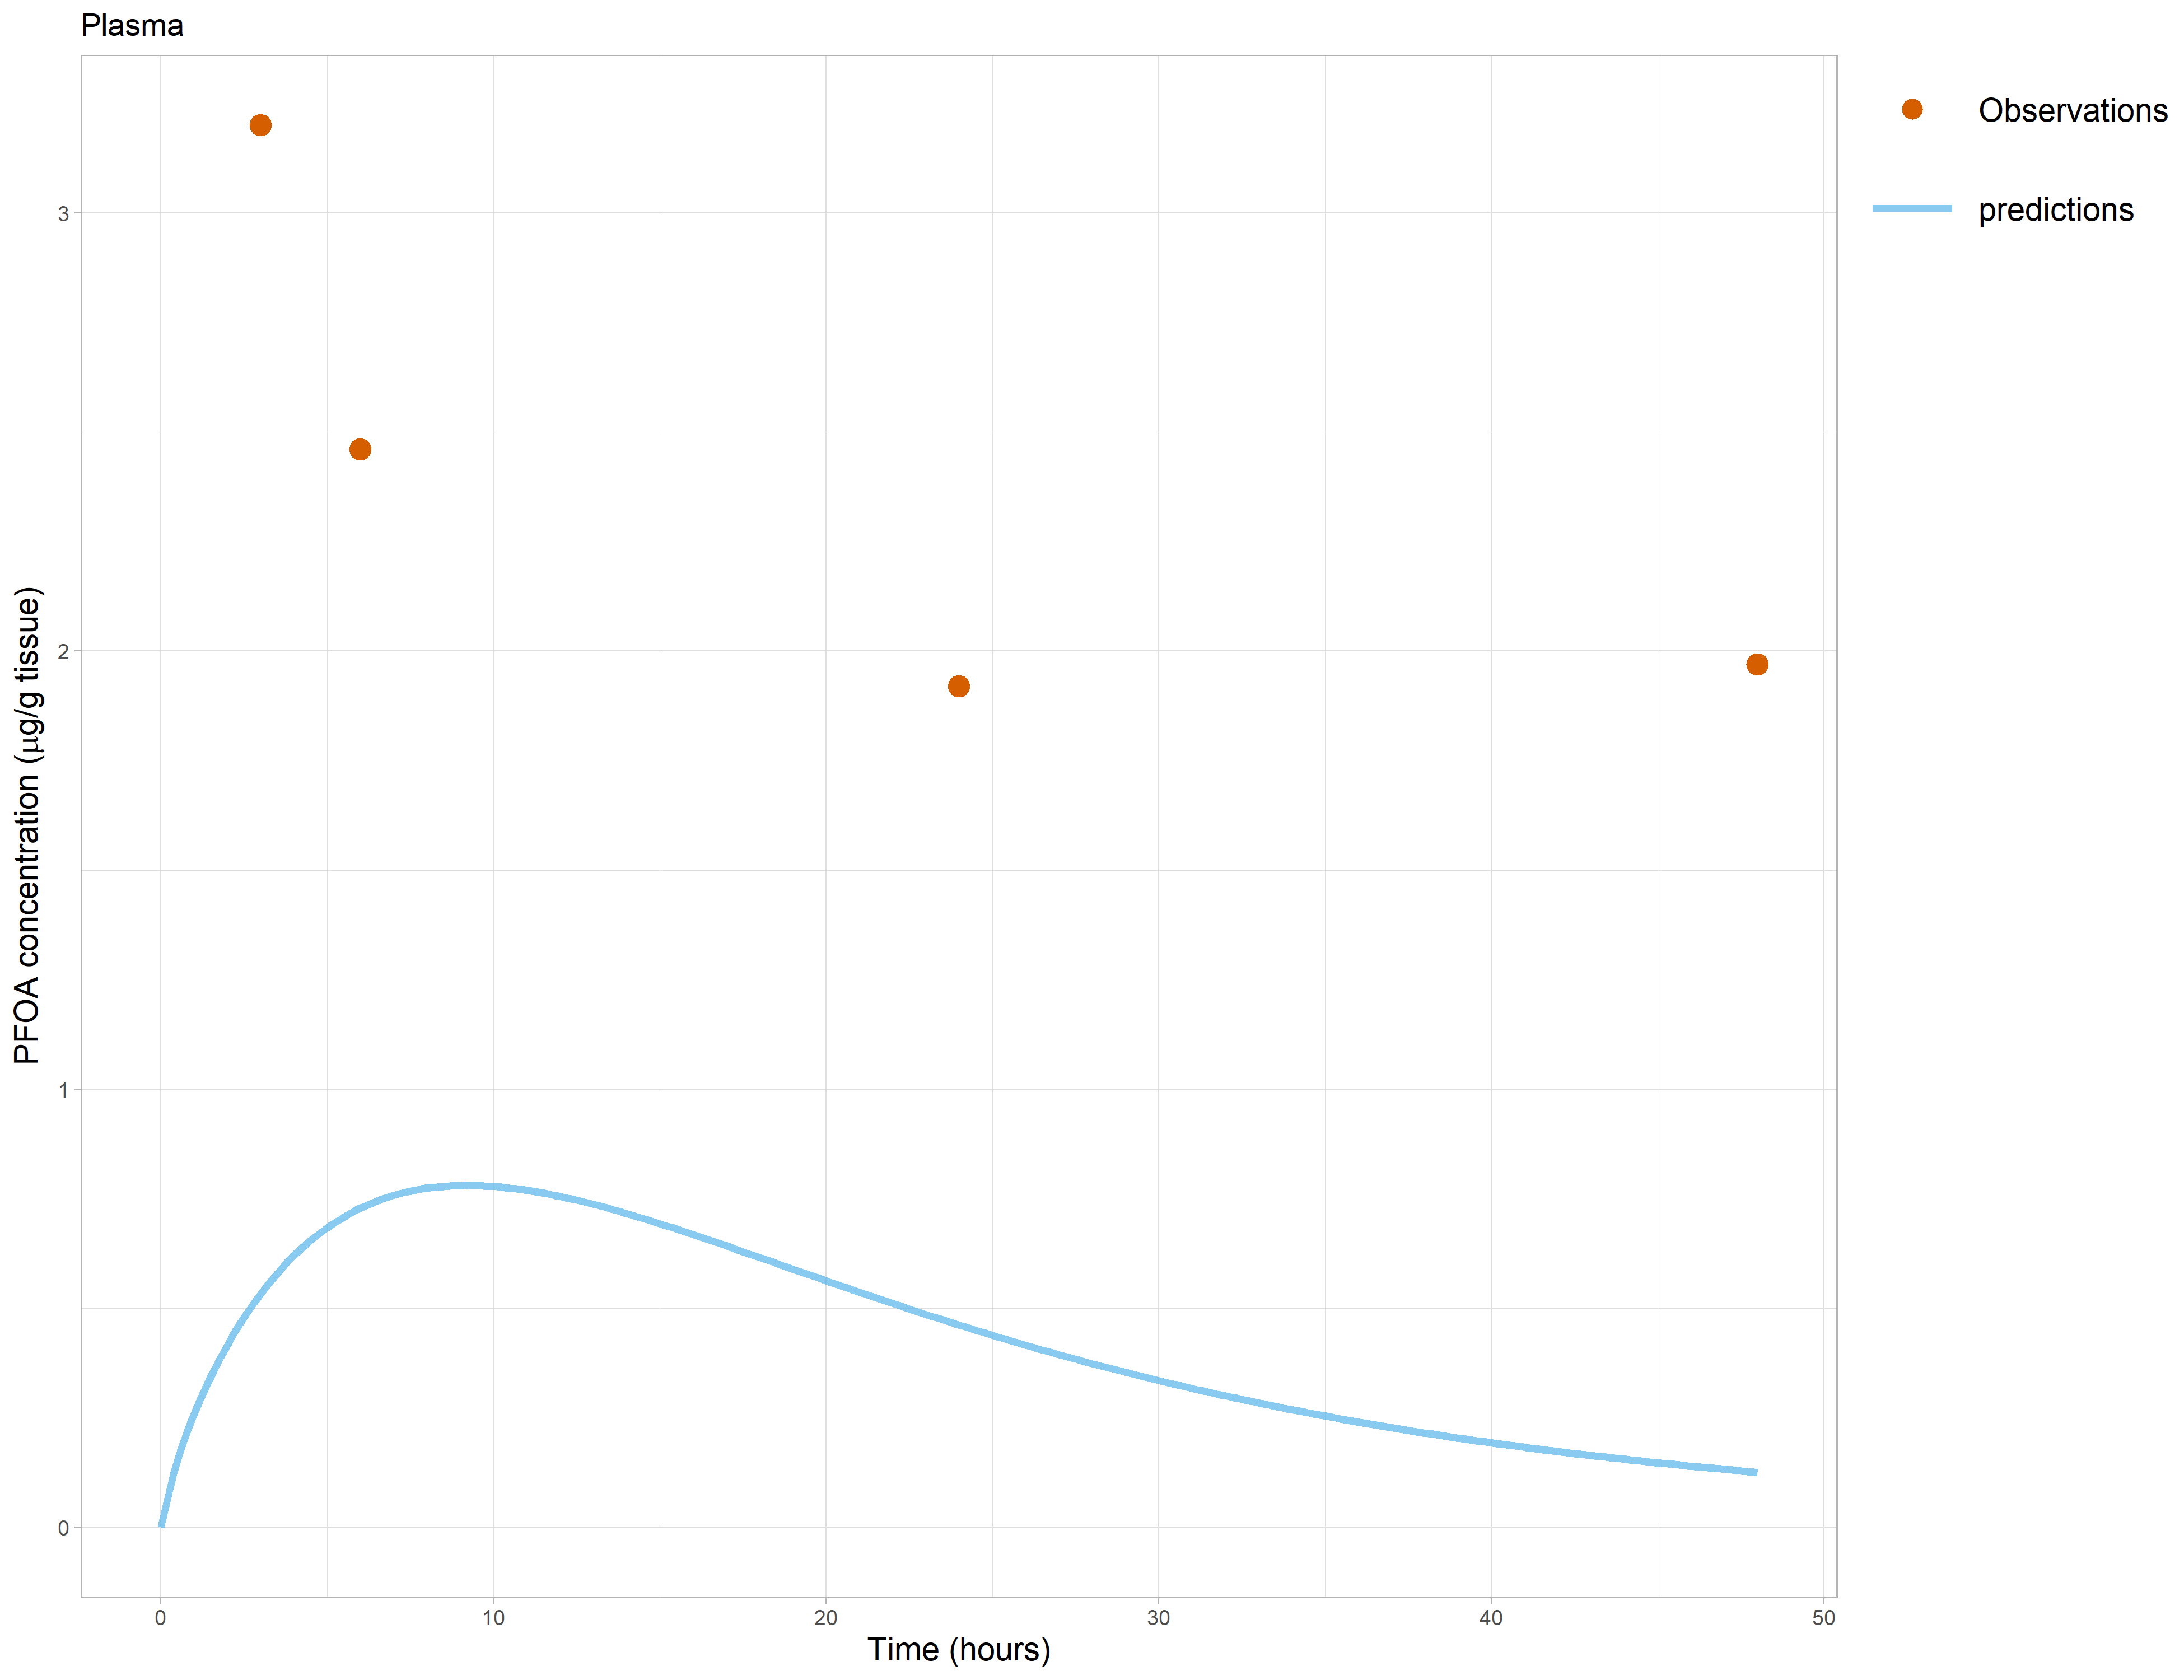 Plasma
Observations
predictions
PFOA concentration (μg/g tissue)
3
2
1
0
0 10 20 30 40 50
Time (hours)